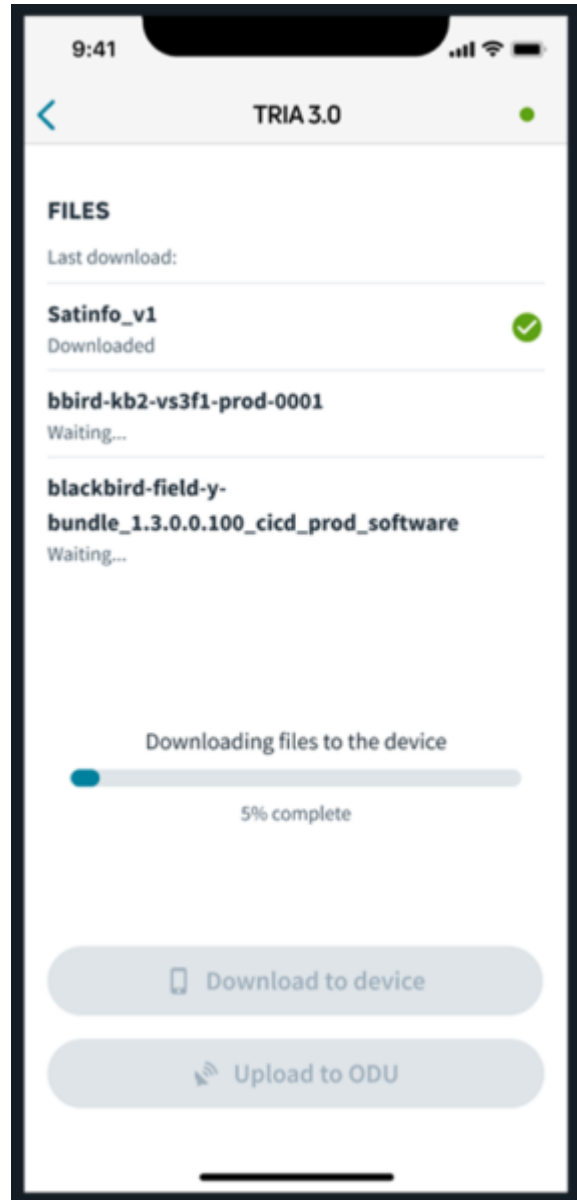 9:41
TRIA 3.0
FILES
Last download:
Satinfo_v1
Downloaded
bbird-kb2-vs3f1-prod-0001
Waiting...
blackbird-field-y-
bundle_1.3.0.0.100_cicd_prod_software
Waiting...
Downloading files to the device
5% complete
Download to device
Upload to ODU